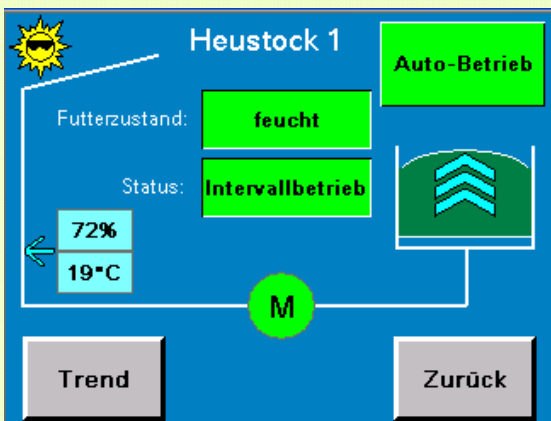 Heustock 1
Auto-Betrieb
Futterzustand:
feucht
Status:
Intervallbetrieb
72%
19°C
M
Trend
Zurück